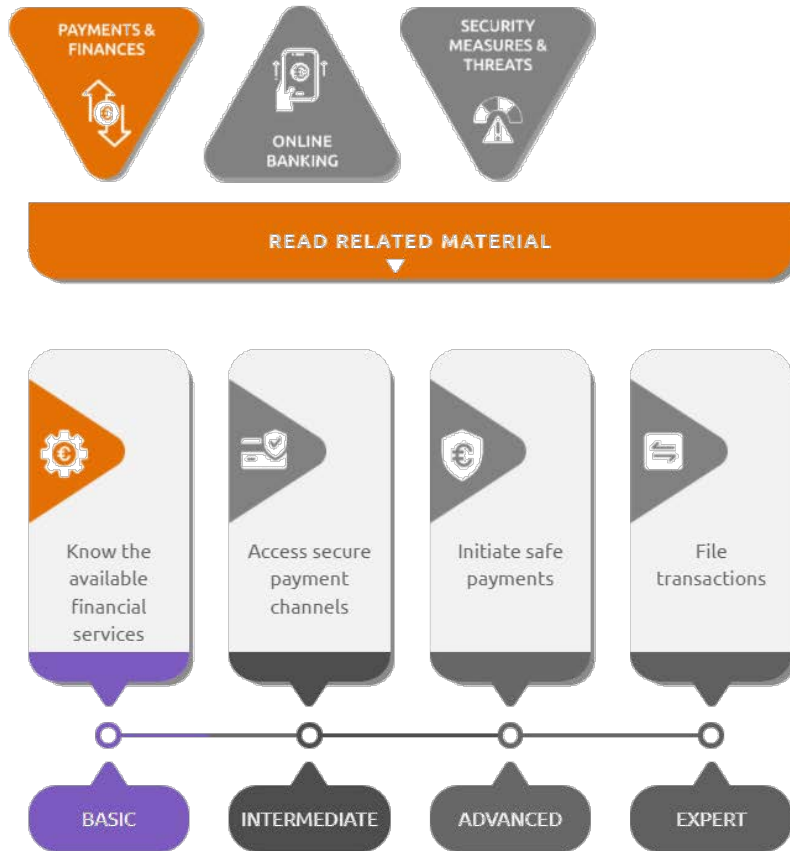 PAYMENTS &
FINANCES
ONLINE
BANKING
SECURITY
MEASURES &
THREATS
READ RELATED MATERIAL
Know the
available
financial
services
Access secure
payment
channels
Initiate safe
payments
File
transactions
BASIC
INTERMEDIATE
ADVANCED
EXPERT